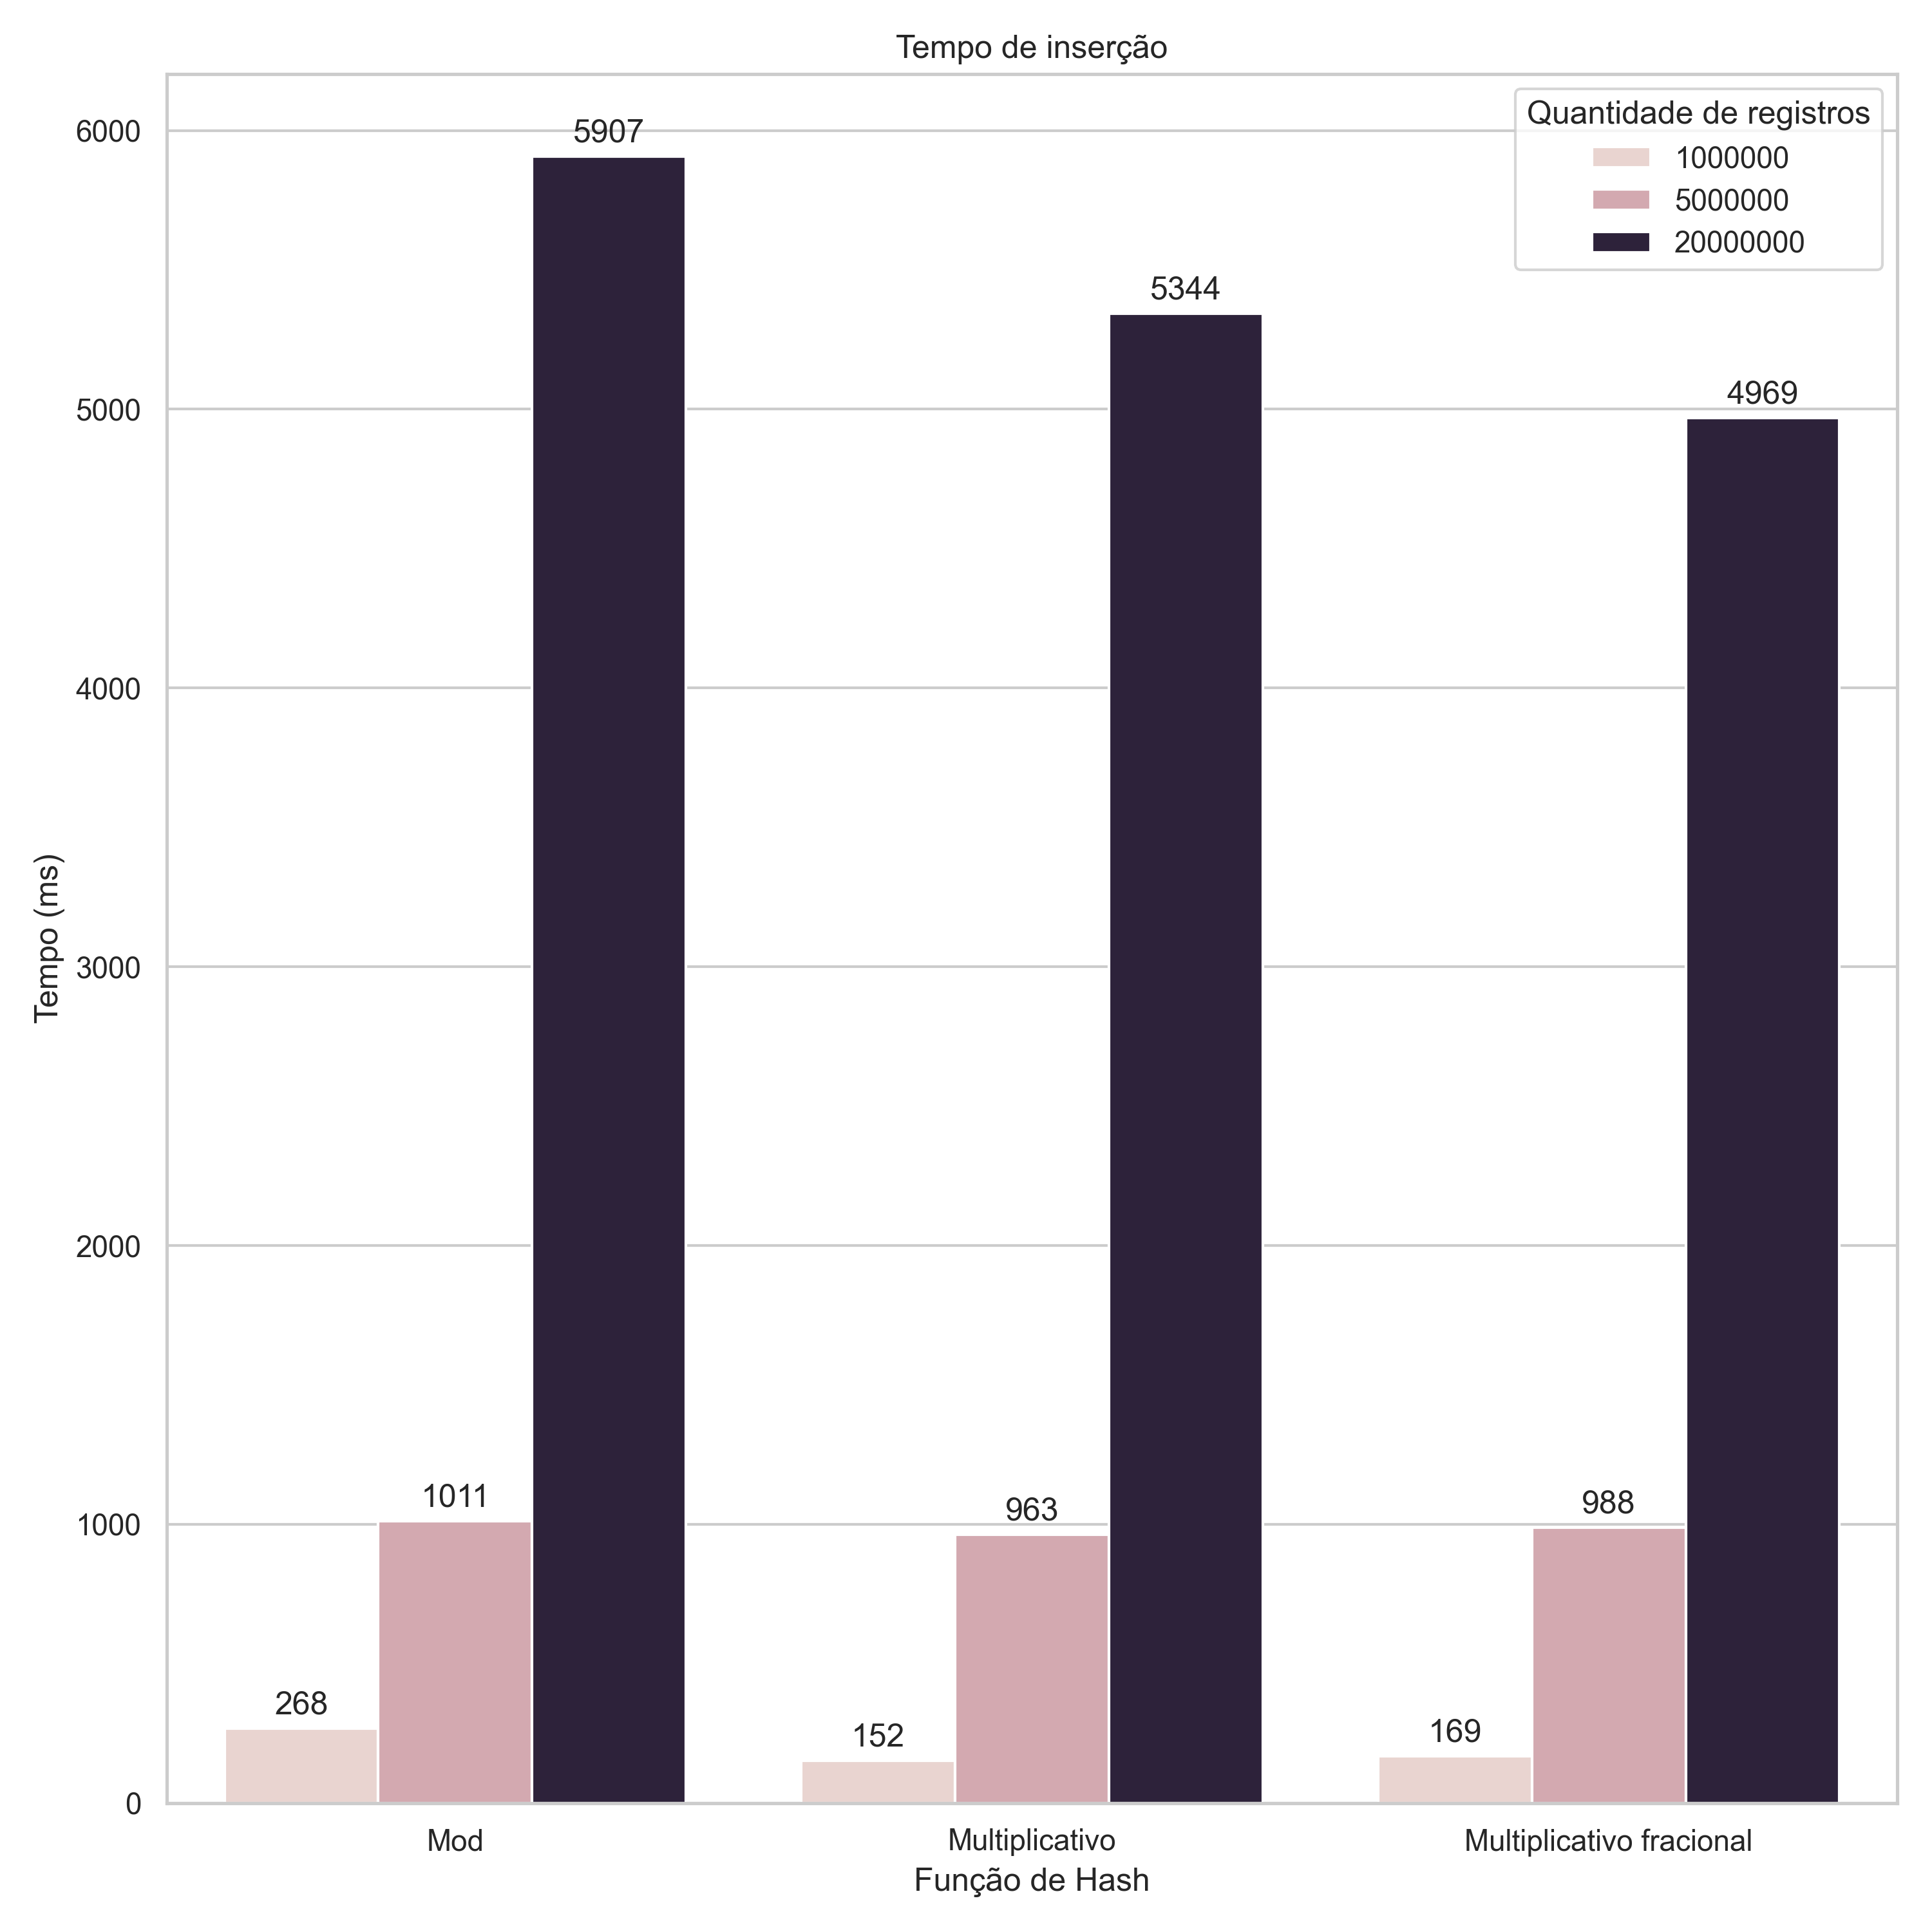 Tempo de inserção
Quantidade de registros
1000000
5000000
20000000
Tempo (ms)
6000
5000
4000
3000
2000
1000
0
5907
5344
4969
1011
963
988
268
152
169
Mod
Multiplicativo
Multiplicativo fracional
Função de Hash